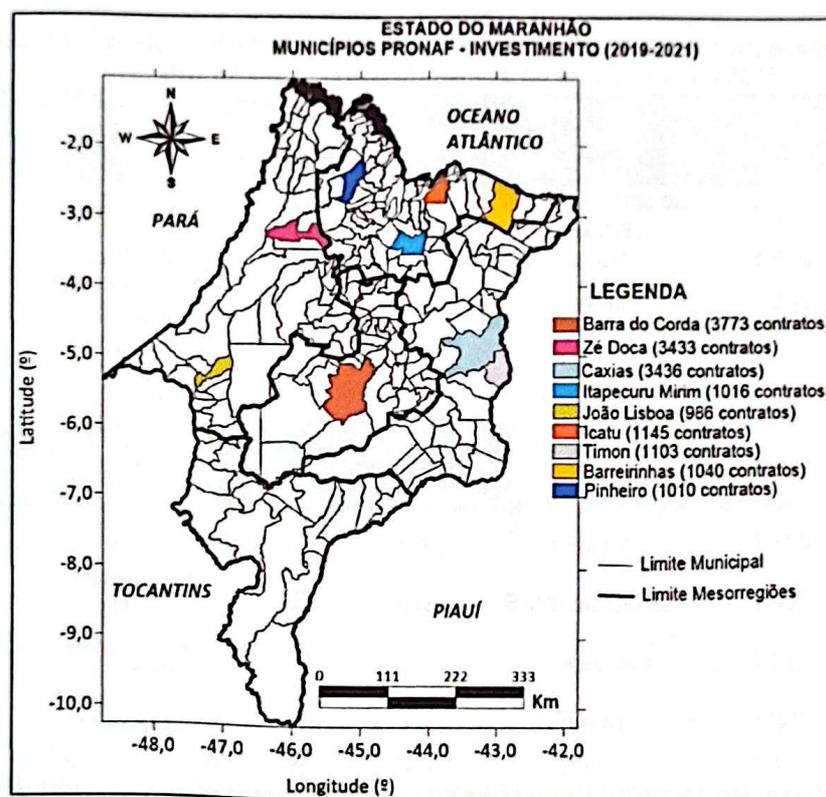 ESTADO DO MARANHÃO
MUNICÍPIOS PRONAF - INVESTIMENTO (2019-2021)
N
W
E
S
OCEANO
ATLÂNTICO
PARÁ
TOCANTINS
PIAUÍ
-2,0
-3,0
-4,0
-5,0
-6,0
-7,0
-8,0
-9,0
-10,0
Latitude (º)
LEGENDA
Barra do Corda (3773 contratos
Zé Doca (3433 contratos)
Caxias (3436 contratos)
Itapecuru Mirim (1016 contratos
João Lisboa (986 contratos)
Icatu (1145 contratos)
Timon (1103 contratos)
Barreirinhas (1040 contratos)
Pinheiro (1010 contratos)
Limite Municipal
Limite Mesorregiões
0 111 222 333
Km
-48,0 -47,0 -46,0 -45,0 -44,0 -43,0 -42,0
Longitude (º)